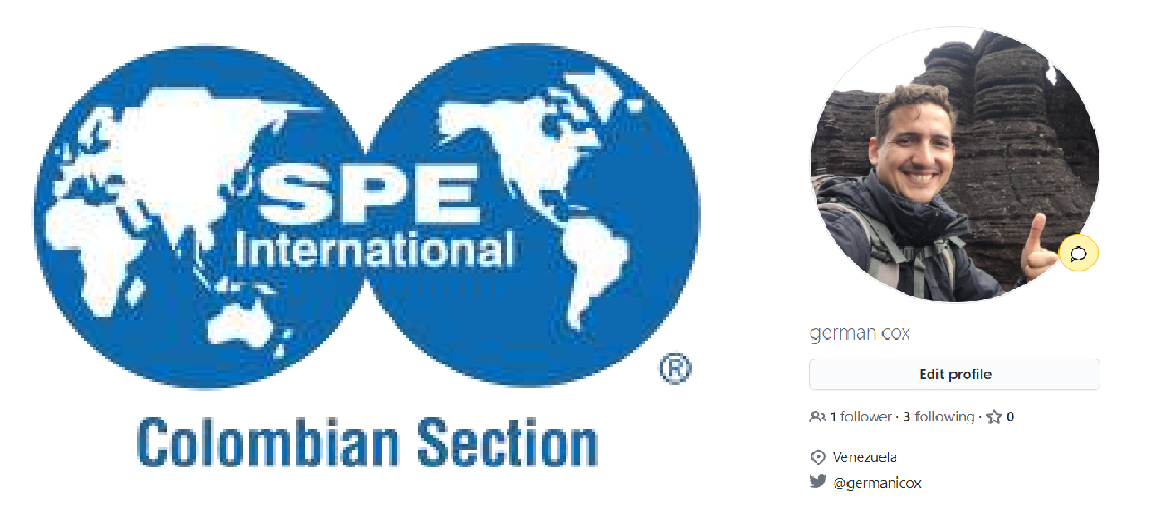 SPE
International
®
Colombian Section
german cox
Edit profile
1 follower · 3 following · 0
Venezuela
@germanicox